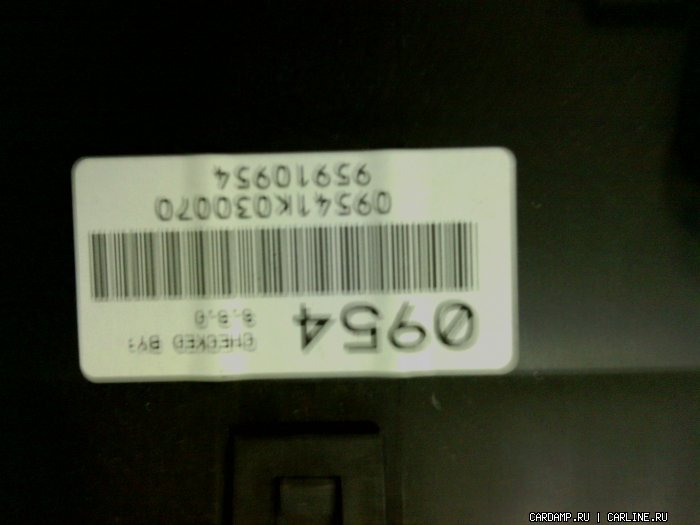 0954
CHECKED BY:
09541K030070
95910954
CARDAMP.RU | CARLINE.RU